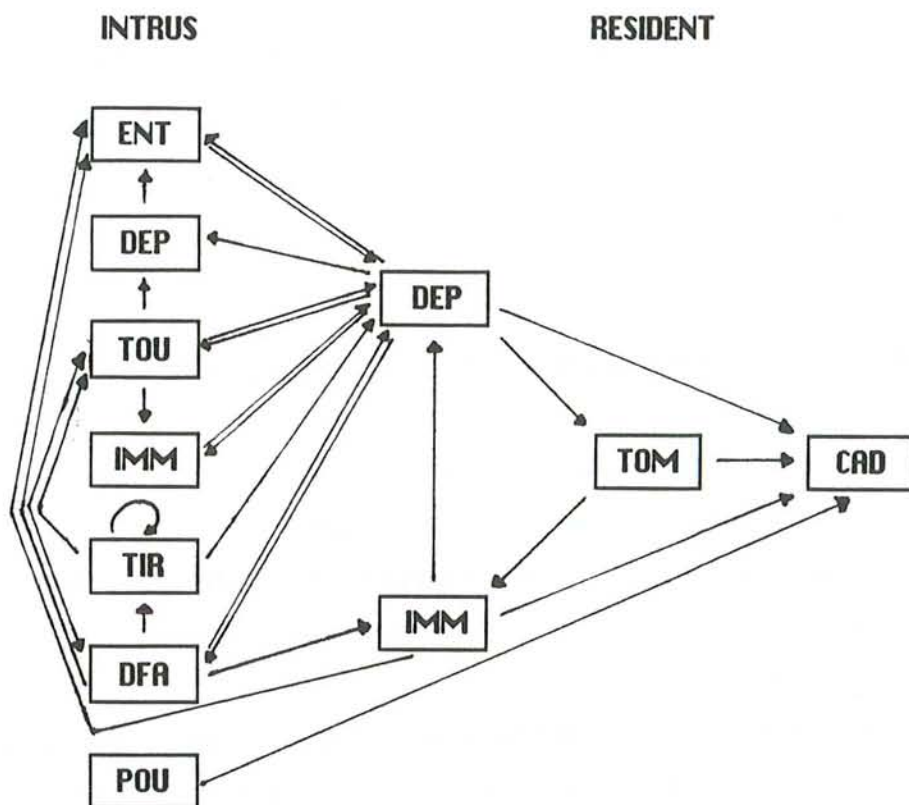 INTRUS RESIDENT
ENT
DEP
DEP
TOU
IMM
TOM CAD
TIR
IMM
DFA
POU